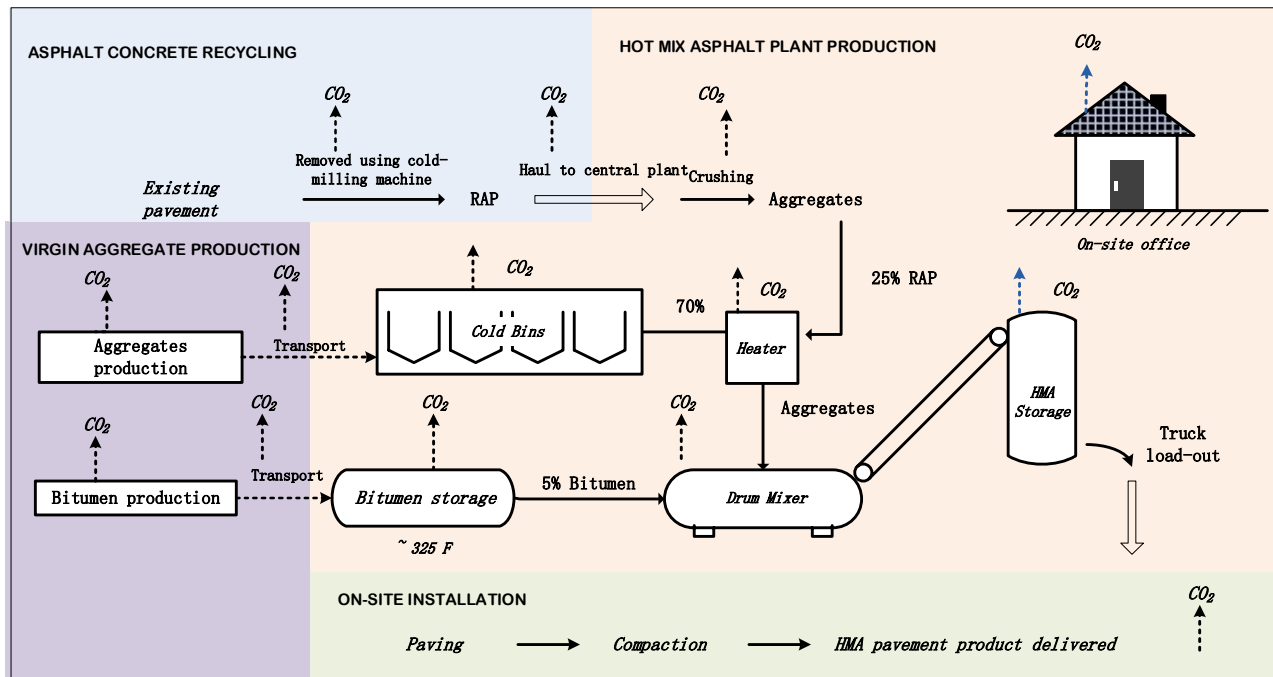 ASPHALT CONCRETE RECYCLING
HOT MIX ASPHALT PLANT PRODUCTION
CO2
CO2
CO2
CO2
Removed using cold-
milling machine
Haul to central plant
Crushing
Existing
pavement
RAP
Aggregates
On-site office
VIRGIN AGGREGATE PRODUCTION
CO2
CO2
CO2
CO2
CO2
25% RAP
70%
Cold Bins
Transport
Aggregates
production
Heater
HMA
Storage
Aggregates
CO2
CO2
CO2
CO2
Truck
load-out
Transport
Bitumen production
Bitumen storage
5% Bitumen
Drum Mixer
~ 325 F
ON-SITE INSTALLATION
CO2
Paving
Compaction
HMA pavement product delivered